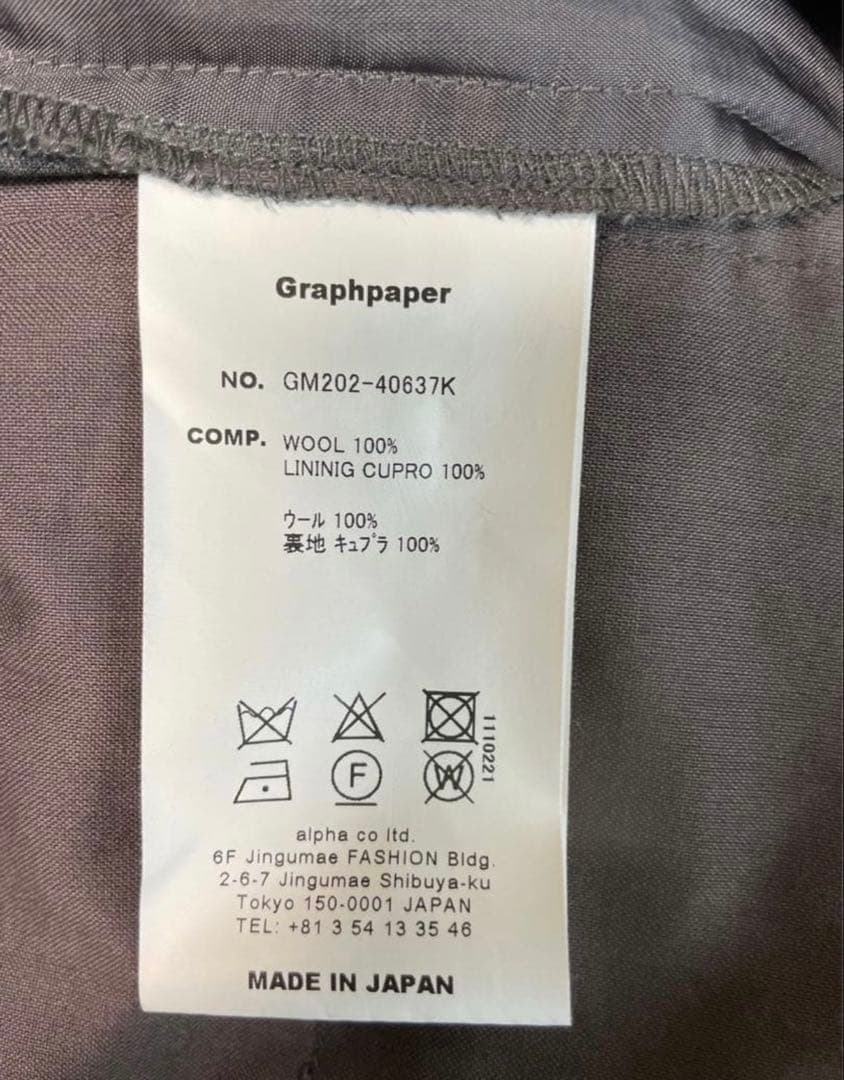 Graphpaper
NO. GM202-40637K
COMP. WOOL 100%
LININIG CUPRO 100%
ウール 100%
裏地 キュプラ 100%
1110221
F
W
alpha co ltd.
6F Jingumae FASHION Bldg.
2-6-7 Jingumae Shibuya-ku
Tokyo 150-0001 JAPAN
TEL: +81 3 54 13 35 46
MADE IN JAPAN